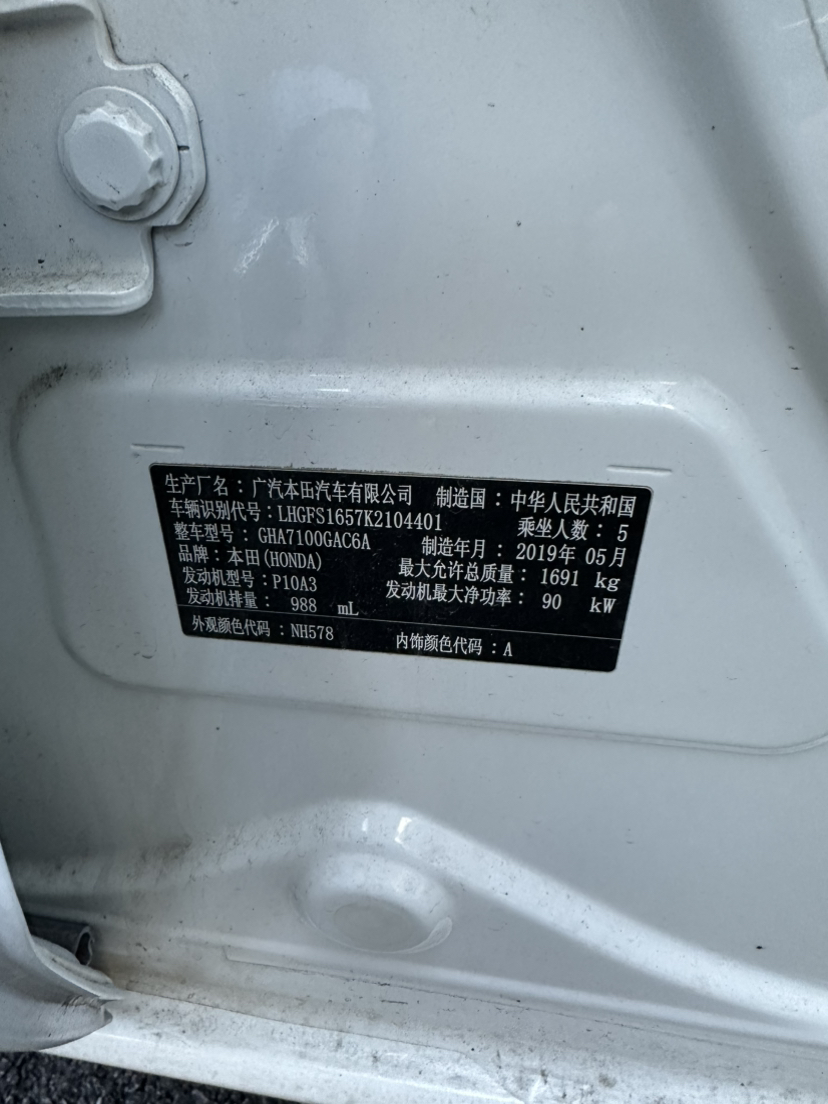 生产厂名：广汽本田汽车有限公司 制造国：中华人民共和国
车辆识别代号：LHGFS1657K2104401 乘坐人数：5
整车型号：GHA7100GAC6A 制造年月：2019年05月
品牌：本田(HONDA) 最大允许总质量：1691 kg
发动机型号：P10A3 发动机最大净功率：90 kW
发动机排量：988 mL
外观颜色代码：NH578 内饰颜色代码：A